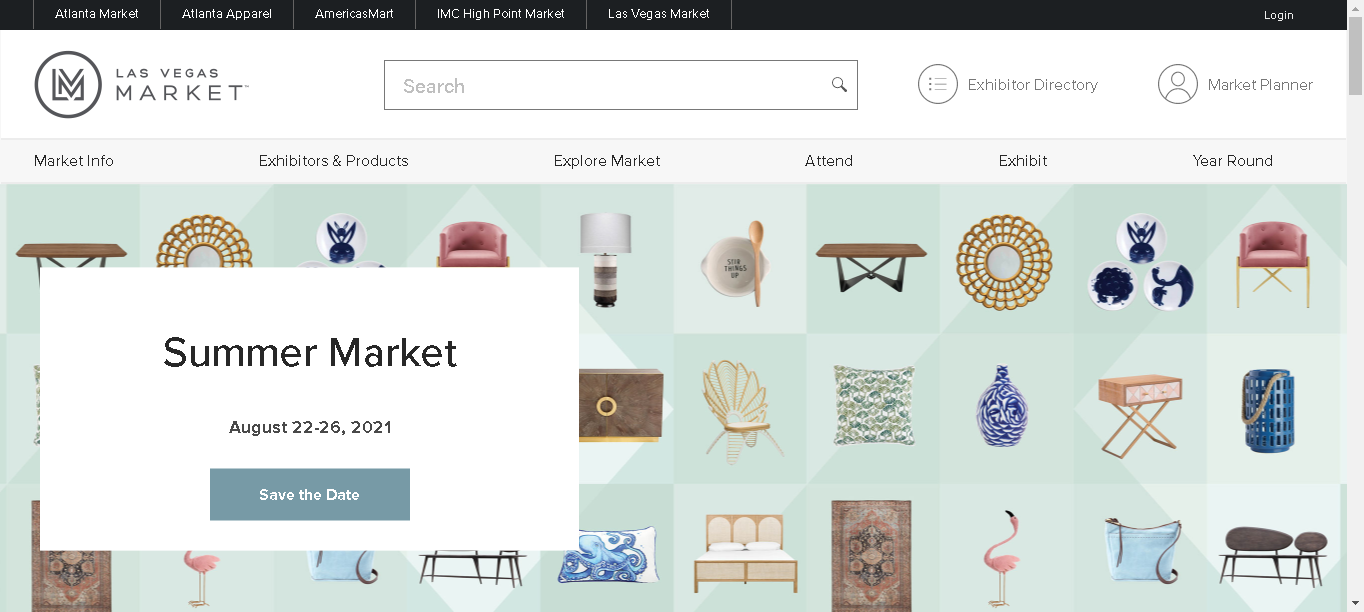 Atlanta Market
Atlanta Apparel
AmericasMart
IMC High Point Market
Las Vegas Market
Login
LM LAS VEGAS
MARKET™
Search
Exhibitor Directory
Market Planner
Market Info
Exhibitors & Products
Explore Market
Attend
Exhibit
Year Round
STIR
THINGS
UP
Summer Market
August 22-26, 2021
Save the Date